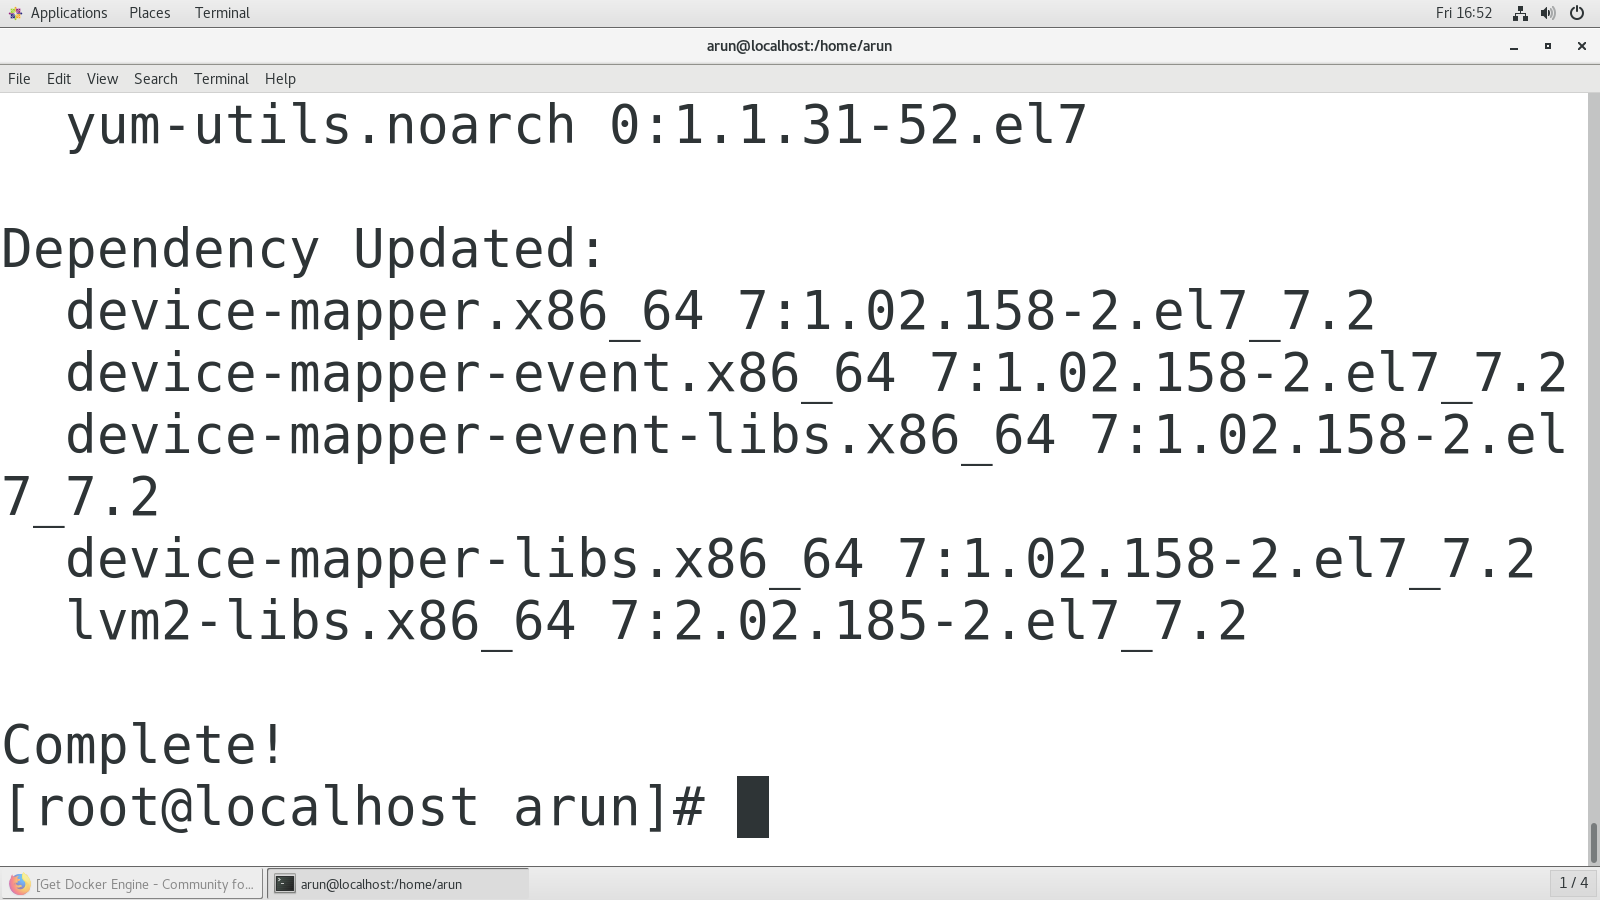 Applications Places Terminal Fri 16:52
arun@localhost:/home/arun
File Edit View Search Terminal Help
yum-utils.noarch 0:1.1.31-52.el7
Dependency Updated:
device-mapper.x86_64 7:1.02.158-2.el7_7.2
device-mapper-event.x86_64 7:1.02.158-2.el7_7.2
device-mapper-event-libs.x86_64 7:1.02.158-2.el
7_7.2
device-mapper-libs.x86_64 7:1.02.158-2.el7_7.2
lvm2-libs.x86_64 7:2.02.185-2.el7_7.2
Complete!
[root@localhost arun]#
[Get Docker Engine - Community fo... arun@localhost:/home/arun 1 / 4